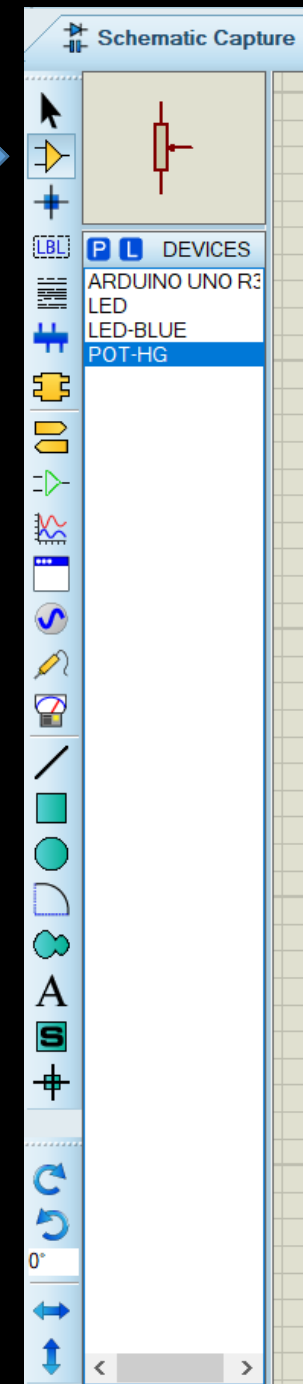 Schematic Capture
LBL
P L DEVICES
ARDUINO UNO R3
LED
LED-BLUE
POT-HG
A
S
0°